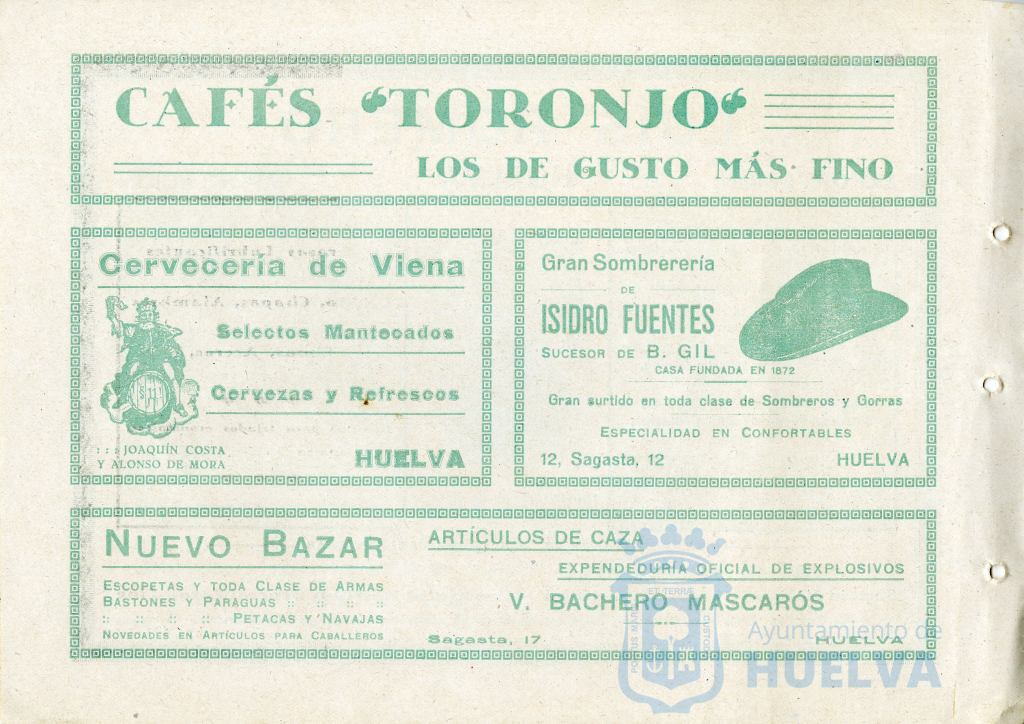 CAFÉS “TORONJO“
LOS DE GUSTO MÁS FINO
Cervecería de Viena
Selectos Mantecados
Cervezas y Refrescos
: : : JOAQUÍN COSTA
Y ALONSO DE MORA
HUELVA
Gran Sombrerería
DE
ISIDRO FUENTES
SUCESOR DE B. GIL
CASA FUNDADA EN 1872
Gran surtido en toda clase de Sombreros y Gorras
ESPECIALIDAD EN CONFORTABLES
12, Sagasta, 12 HUELVA
NUEVO BAZAR
ESCOPETAS Y TODA CLASE DE ARMAS
BASTONES Y PARAGUAS :: :: :: ::
:: :: :: :: PETACAS Y NAVAJAS
NOVEDADES EN ARTÍCULOS PARA CABALLEROS
ARTÍCULOS DE CAZA
EXPENDEDURÍA OFICIAL DE EXPLOSIVOS
V. BACHERO MASCARÓS
Sagasta, 17 HUELVA
Ayuntamiento de
HUELVA